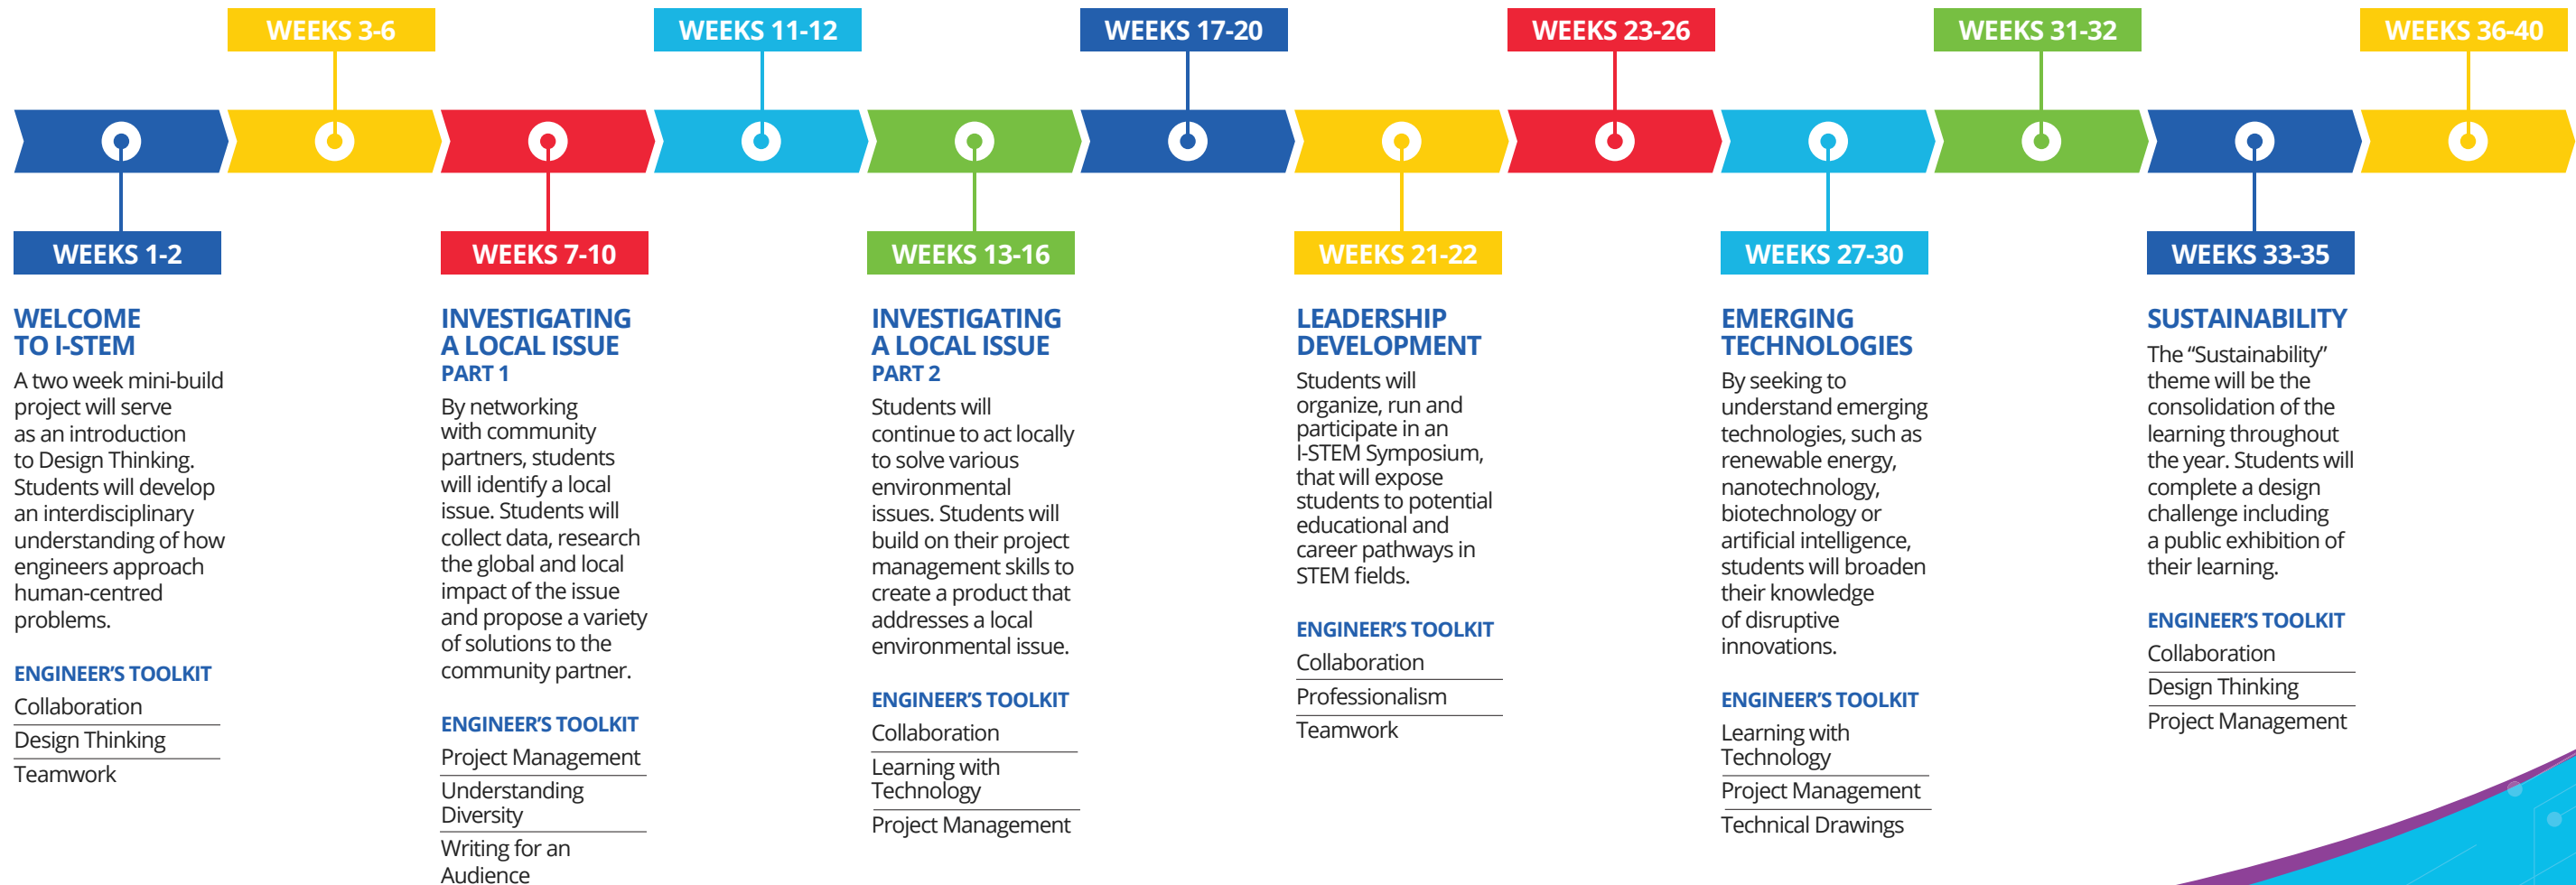 WEEKS 3-6
WEEKS 11-12
WEEKS 17-20
WEEKS 23-26
WEEKS 31-32
WEEKS 36-40
WEEKS 1-2
WEEKS 7-10
WEEKS 13-16
WEEKS 21-22
WEEKS 27-30
WEEKS 33-35
WELCOME
TO I-STEM
A two week mini-build
project will serve
as an introduction
to Design Thinking.
Students will develop
an interdisciplinary
understanding of how
engineers approach
human-centred
problems.
ENGINEER’S TOOLKIT
Collaboration
Design Thinking
Teamwork
INVESTIGATING
A LOCAL ISSUE
PART 1
By networking
with community
partners, students
will identify a local
issue. Students will
collect data, research
the global and local
impact of the issue
and propose a variety
of solutions to the
community partner.
ENGINEER’S TOOLKIT
Project Management
Understanding
Diversity
Writing for an
Audience
INVESTIGATING
A LOCAL ISSUE
PART 2
Students will
continue to act locally
to solve various
environmental
issues. Students will
build on their project
management skills to
create a product that
addresses a local
environmental issue.
ENGINEER’S TOOLKIT
Collaboration
Learning with
Technology
Project Management
LEADERSHIP
DEVELOPMENT
Students will
organize, run and
participate in an
I-STEM Symposium,
that will expose
students to potential
educational and
career pathways in
STEM fields.
ENGINEER’S TOOLKIT
Collaboration
Professionalism
Teamwork
EMERGING
TECHNOLOGIES
By seeking to
understand emerging
technologies, such as
renewable energy,
nanotechnology,
biotechnology or
artificial intelligence,
students will broaden
their knowledge
of disruptive
innovations.
ENGINEER’S TOOLKIT
Learning with
Technology
Project Management
Technical Drawings
SUSTAINABILITY
The “Sustainability”
theme will be the
consolidation of the
learning throughout
the year. Students will
complete a design
challenge including
a public exhibition of
their learning.
ENGINEER’S TOOLKIT
Collaboration
Design Thinking
Project Management